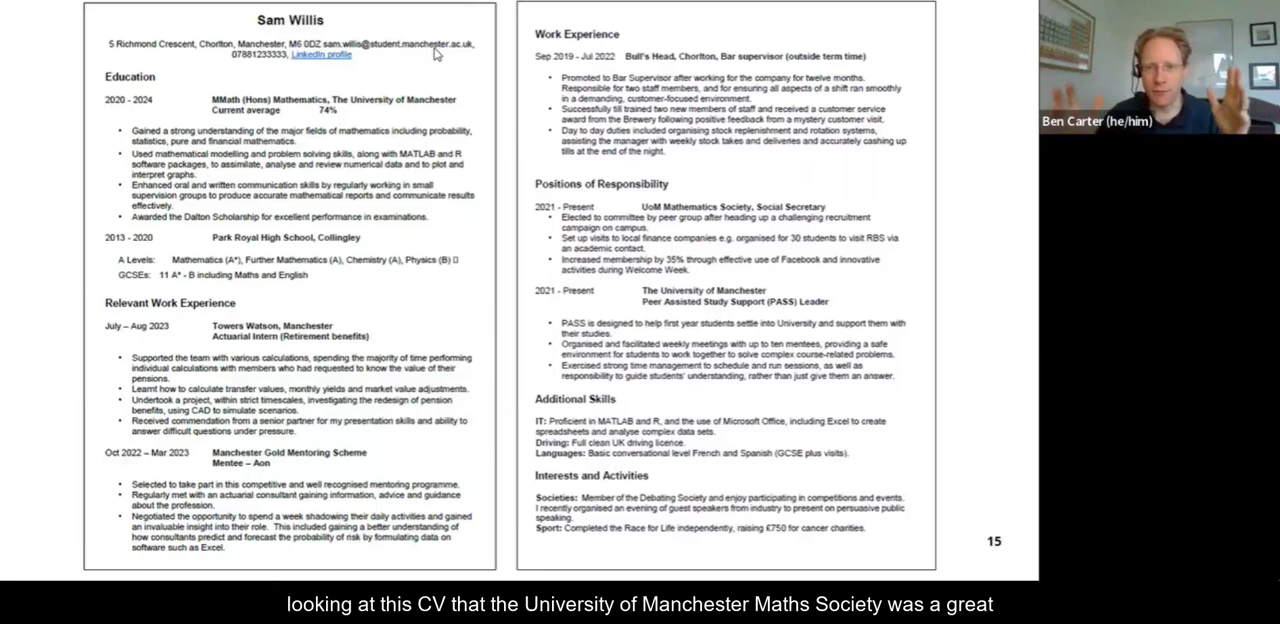 Sam Willis
5 Richmond Crescent, Chorlton, Manchester, M6 0DZ sam.willis@student.manchester.ac.uk,
07881233333, LinkedIn profile
Education
2020 - 2024 MMath (Hons) Mathematics, The University of Manchester
Current average 74%
• Gained a strong understanding of the major fields of mathematics including probability,
statistics, pure and financial mathematics.
• Used mathematical modelling and problem solving skills, along with MATLAB and R
software packages, to assimilate, analyse and review numerical data and to plot and
interpret graphs.
• Enhanced oral and written communication skills by regularly working in small
supervision groups to produce accurate mathematical reports and communicate results
effectively.
• Awarded the Dalton Scholarship for excellent performance in examinations.
2013 - 2020 Park Royal High School, Collingley
A Levels: Mathematics (A*), Further Mathematics (A), Chemistry (A), Physics (B)
GCSEs: 11 A* - B including Maths and English
Relevant Work Experience
July – Aug 2023 Towers Watson, Manchester
Actuarial Intern (Retirement benefits)
• Supported the team with various calculations, spending the majority of time performing
individual calculations with members who had requested to know the value of their
pensions.
• Learnt how to calculate transfer values, monthly yields and market value adjustments.
• Undertook a project, within strict timescales, investigating the redesign of pension
benefits, using CAD to simulate scenarios.
• Received commendation from a senior partner for my presentation skills and ability to
answer difficult questions under pressure.
Oct 2022 – Mar 2023 Manchester Gold Mentoring Scheme
Mentee – Aon
• Selected to take part in this competitive and well recognised mentoring programme.
• Regularly met with an actuarial consultant gaining information, advice and guidance
about the profession.
• Negotiated the opportunity to spend a week shadowing their daily activities and gained
an invaluable insight into their role. This included gaining a better understanding of
how consultants predict and forecast the probability of risk by formulating data on
software such as Excel.
Work Experience
Sep 2019 - Jul 2022 Bull's Head, Chorlton, Bar supervisor (outside term time)
• Promoted to Bar Supervisor after working for the company for twelve months.
Responsible for two staff members, and for ensuring all aspects of a shift ran smoothly
in a demanding, customer-focused environment.
• Successfully till trained two new members of staff and received a customer service
award from the Brewery following positive feedback from a mystery customer visit.
• Day to day duties included organising stock replenishment and rotation systems,
assisting the manager with weekly stock takes and deliveries and accurately cashing up
tills at the end of the night.
Positions of Responsibility
2021 - Present UoM Mathematics Society, Social Secretary
• Elected to committee by peer group after heading up a challenging recruitment
campaign on campus.
• Set up visits to local finance companies e.g. organised for 30 students to visit RBS via
an academic contact.
• Increased membership by 35% through effective use of Facebook and innovative
activities during Welcome Week.
2021 - Present The University of Manchester
Peer Assisted Study Support (PASS) Leader
• PASS is designed to help first year students settle into University and support them with
their studies.
• Organised and facilitated weekly meetings with up to ten mentees, providing a safe
environment for students to work together to solve complex course-related problems.
• Exercised strong time management to schedule and run sessions, as well as
responsibility to guide students' understanding, rather than just give them an answer.
Additional Skills
IT: Proficient in MATLAB and R, and the use of Microsoft Office, including Excel to create
spreadsheets and analyse complex data sets.
Driving: Full clean UK driving licence.
Languages: Basic conversational level French and Spanish (GCSE plus visits).
Interests and Activities
Societies: Member of the Debating Society and enjoy participating in competitions and events.
I recently organised an evening of guest speakers from industry to present on persuasive public
speaking.
Sport: Completed the Race for Life independently, raising £750 for cancer charities.
15
Ben Carter (he/him)
looking at this CV that the University of Manchester Maths Society was a great